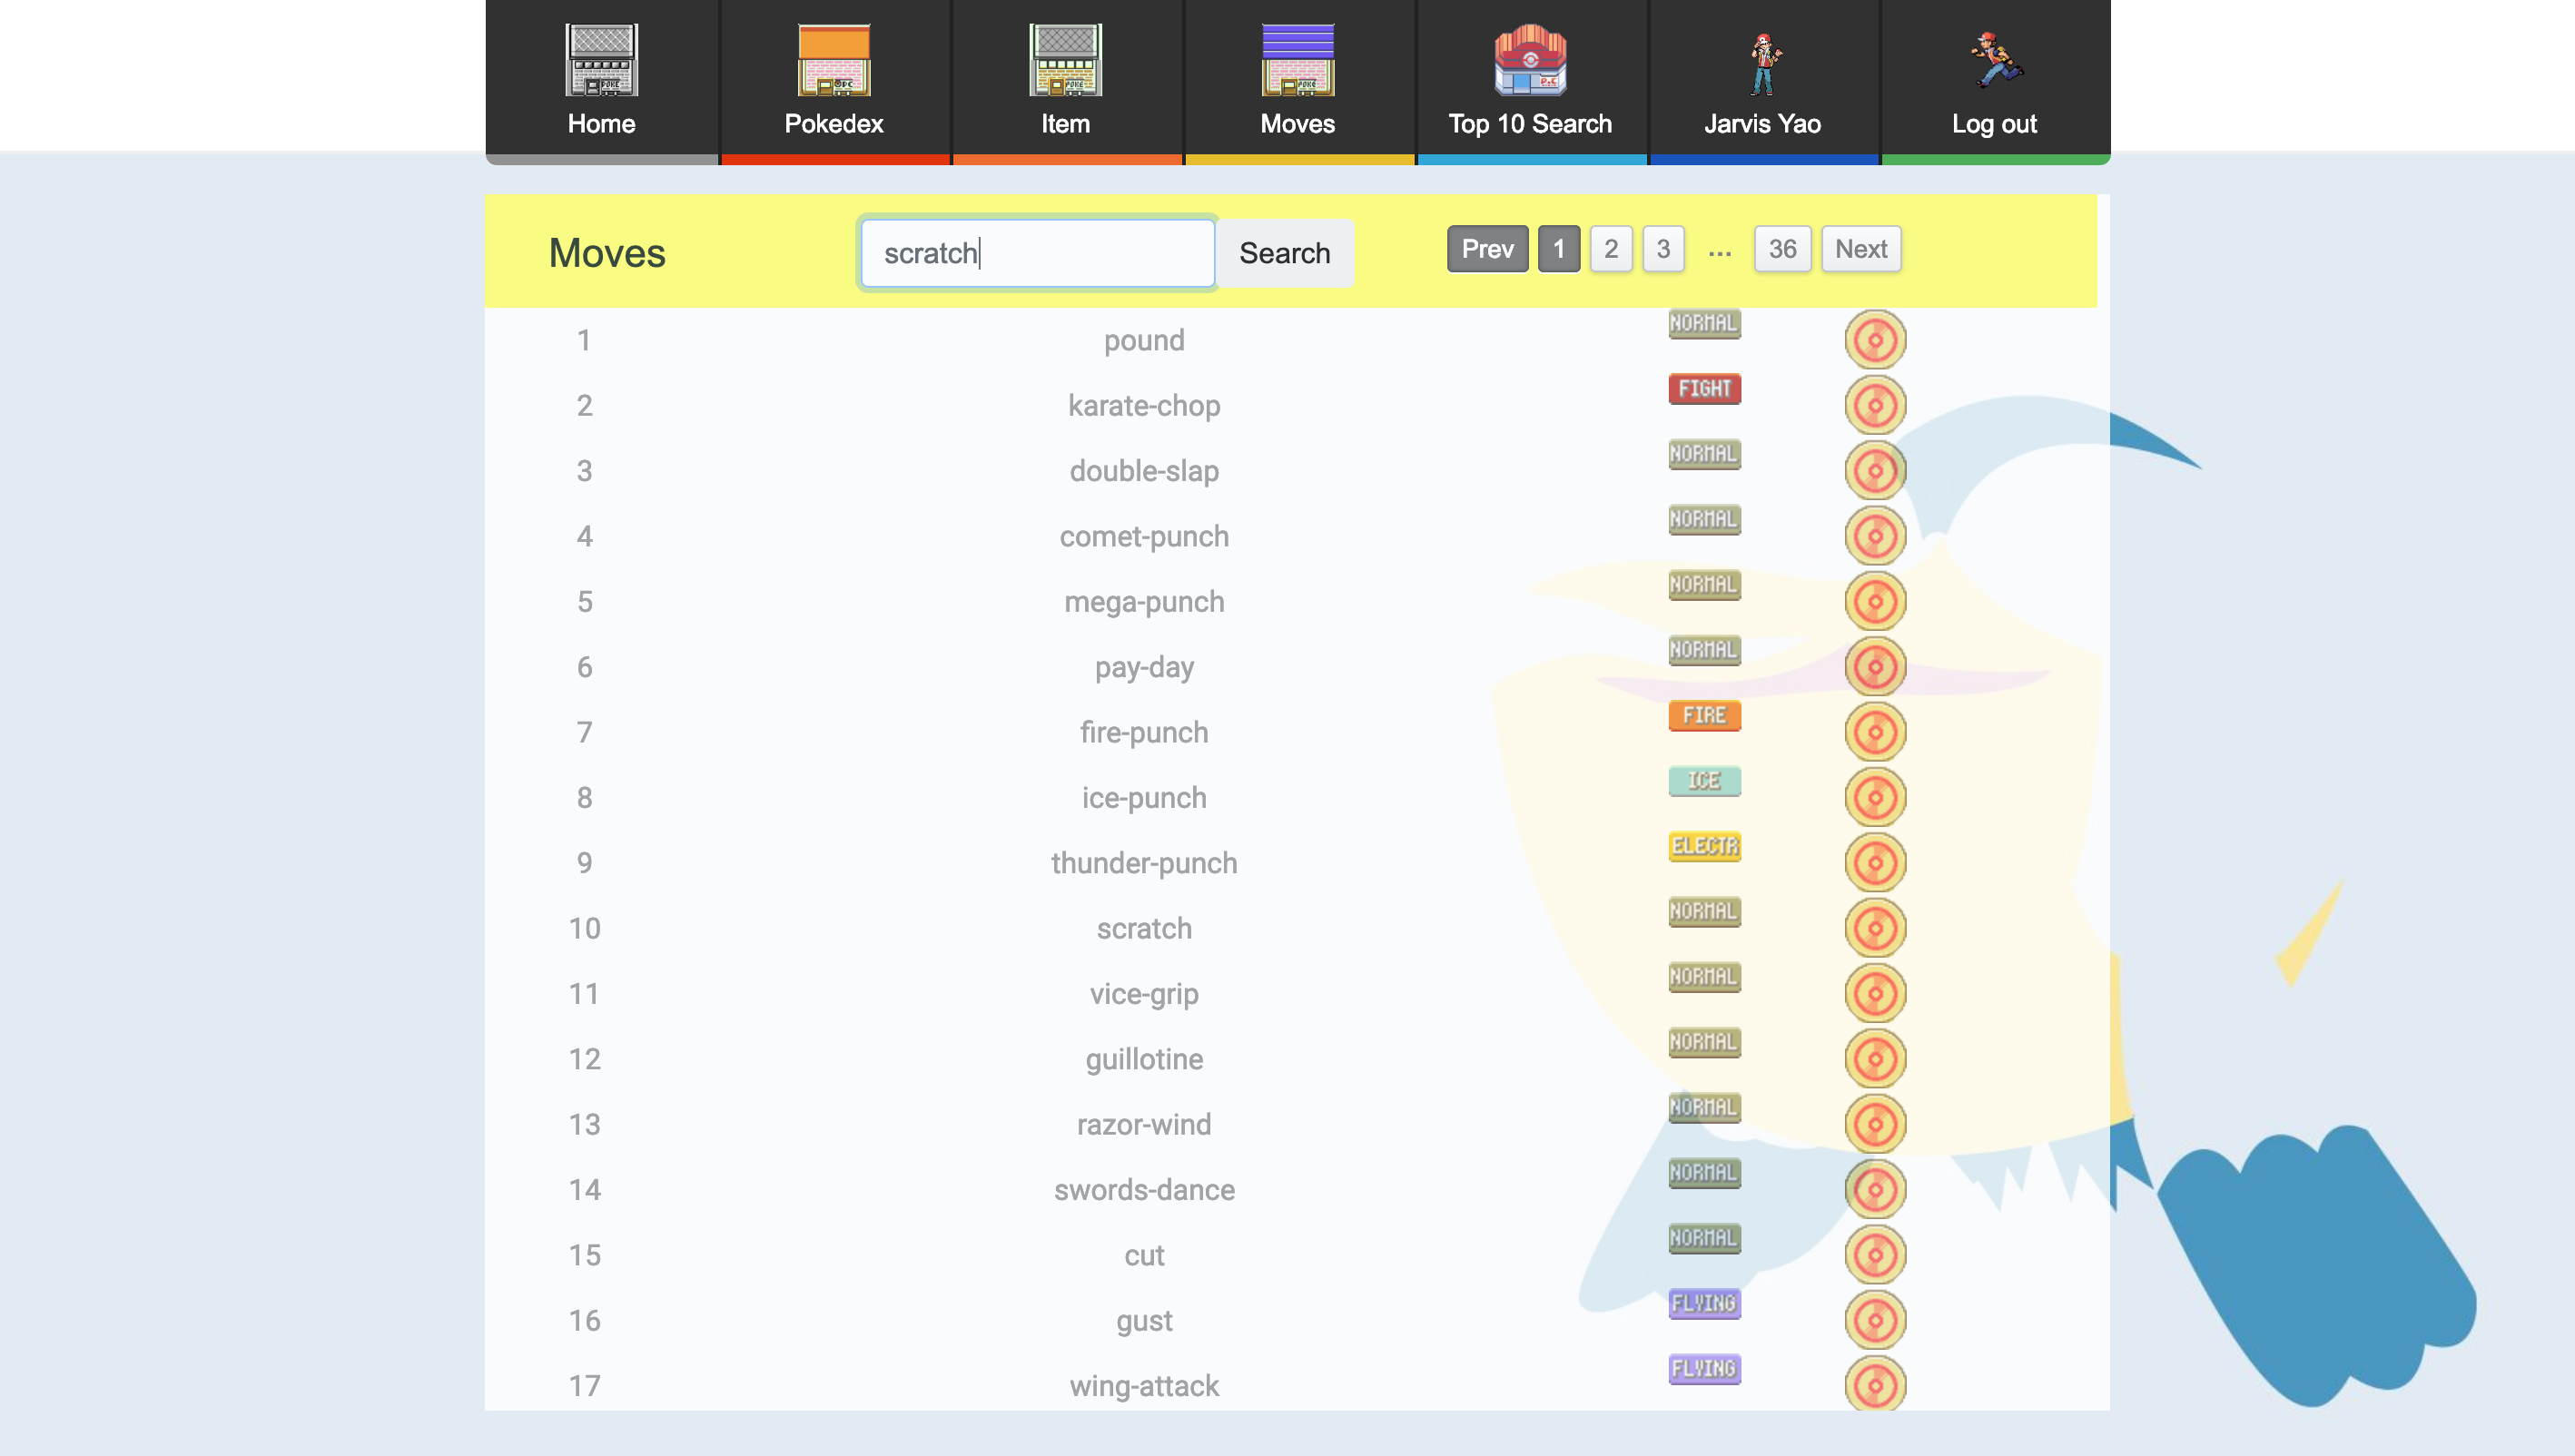 Home Pokedex Item Moves Top 10 Search Jarvis Yao Log out
Moves scratch Search Prev 1 2 3 ... 36 Next
1 pound NORMAL
2 karate-chop FIGHT
3 double-slap NORMAL
4 comet-punch NORMAL
5 mega-punch NORMAL
6 pay-day NORMAL
7 fire-punch FIRE
8 ice-punch ICE
9 thunder-punch ELECTR
10 scratch NORMAL
11 vice-grip NORMAL
12 guillotine NORMAL
13 razor-wind NORMAL
14 swords-dance NORMAL
15 cut NORMAL
16 gust FLYING
17 wing-attack FLYING